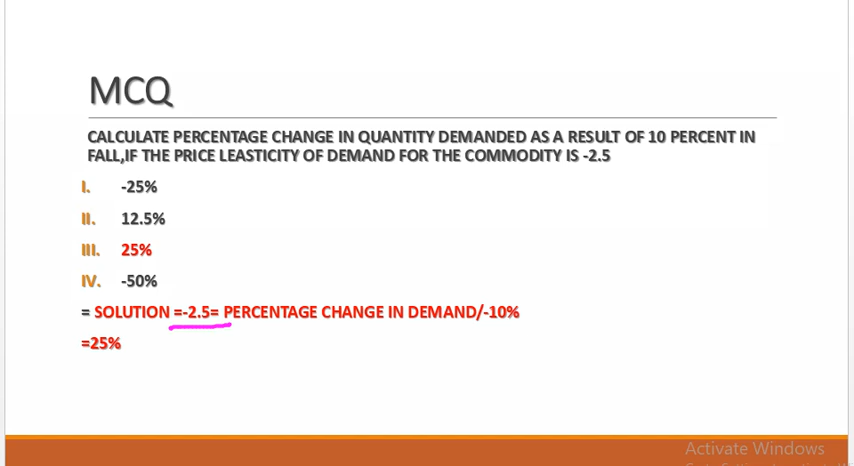 MCQ
CALCULATE PERCENTAGE CHANGE IN QUANTITY DEMANDED AS A RESULT OF 10 PERCENT IN
FALL,IF THE PRICE LEASTICITY OF DEMAND FOR THE COMMODITY IS -2.5
I. -25%
II. 12.5%
III. 25%
IV. -50%
= SOLUTION =-2.5= PERCENTAGE CHANGE IN DEMAND/-10%
=25%
Activate Windows